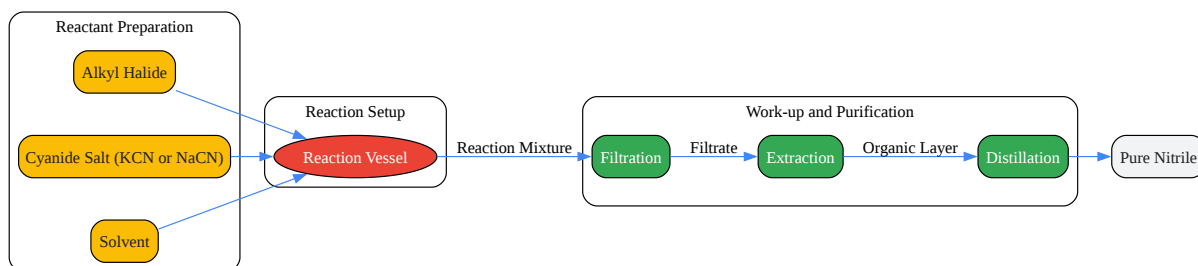 Reactant Preparation
Alkyl Halide
Cyanide Salt (KCN or NaCN)
Solvent
Reaction Setup
Reaction Vessel
Reaction Mixture
Work-up and Purification
Filtration
Filtrate
Extraction
Organic Layer
Distillation
Pure Nitrile